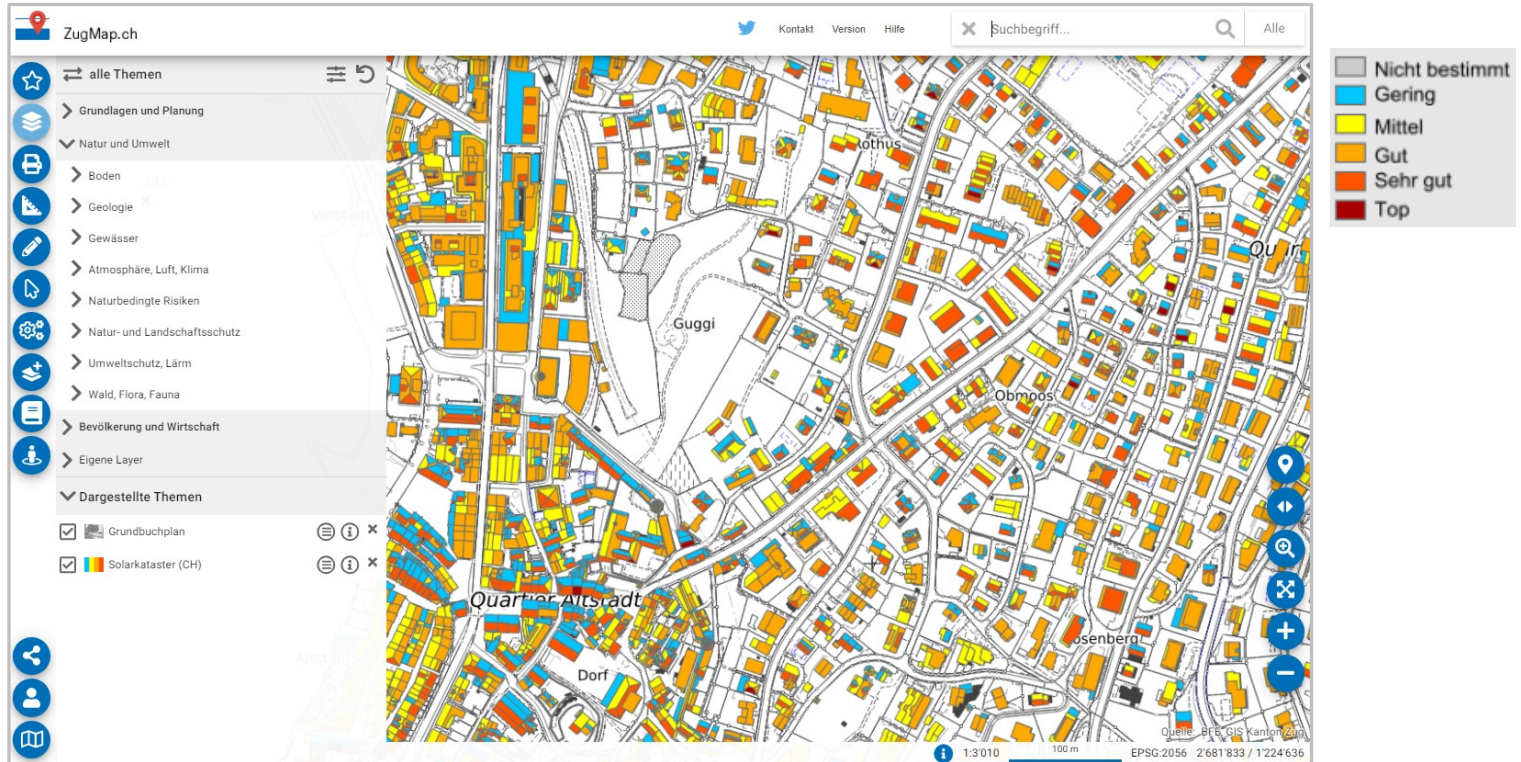 ZugMap.ch
Kontakt Version Hilfe
Suchbegriff...
Alle
alle Themen
Grundlagen und Planung
Natur und Umwelt
Boden
Geologie
Gewässer
Atmosphäre, Luft, Klima
Naturbedingte Risiken
Natur- und Landschaftsschutz
Umweltschutz, Lärm
Wald, Flora, Fauna
Bevölkerung und Wirtschaft
Eigene Layer
Dargestellte Themen
Grundbuchplan
Solarkataster (CH)
Vorstadt
Rothus
Guggi
Obmoos
Quartier Altstadt
Dorf
Quelle: BFE, GIS Kanton Zug
1:3'010
100 m
EPSG:2056 2'681'833 / 1'224'636
Nicht bestimmt
Gering
Mittel
Gut
Sehr gut
Top